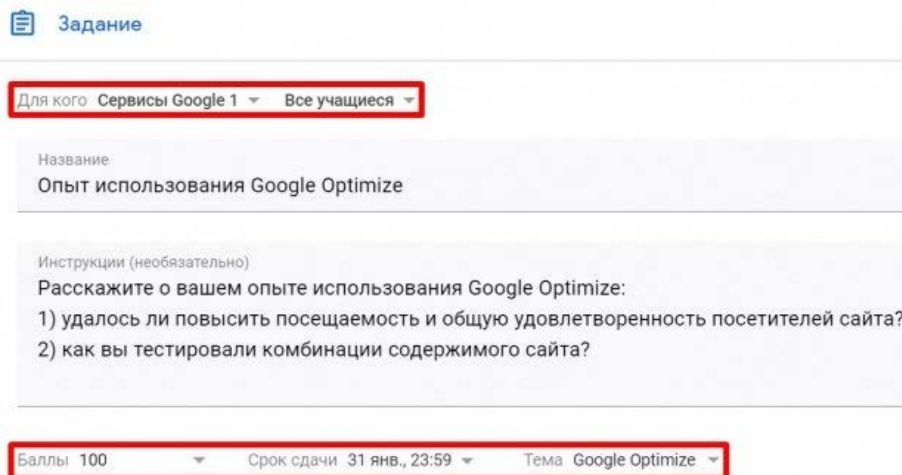 Задание
Для кого Сервисы Google 1 Все учащиеся
Название
Опыт использования Google Optimize
Инструкции (необязательно)
Расскажите о вашем опыте использования Google Optimize:
1) удалось ли повысить посещаемость и общую удовлетворенность посетителей сайта?
2) как вы тестировали комбинации содержимого сайта?
Баллы 100 Срок сдачи 31 янв., 23:59 Тема Google Optimize